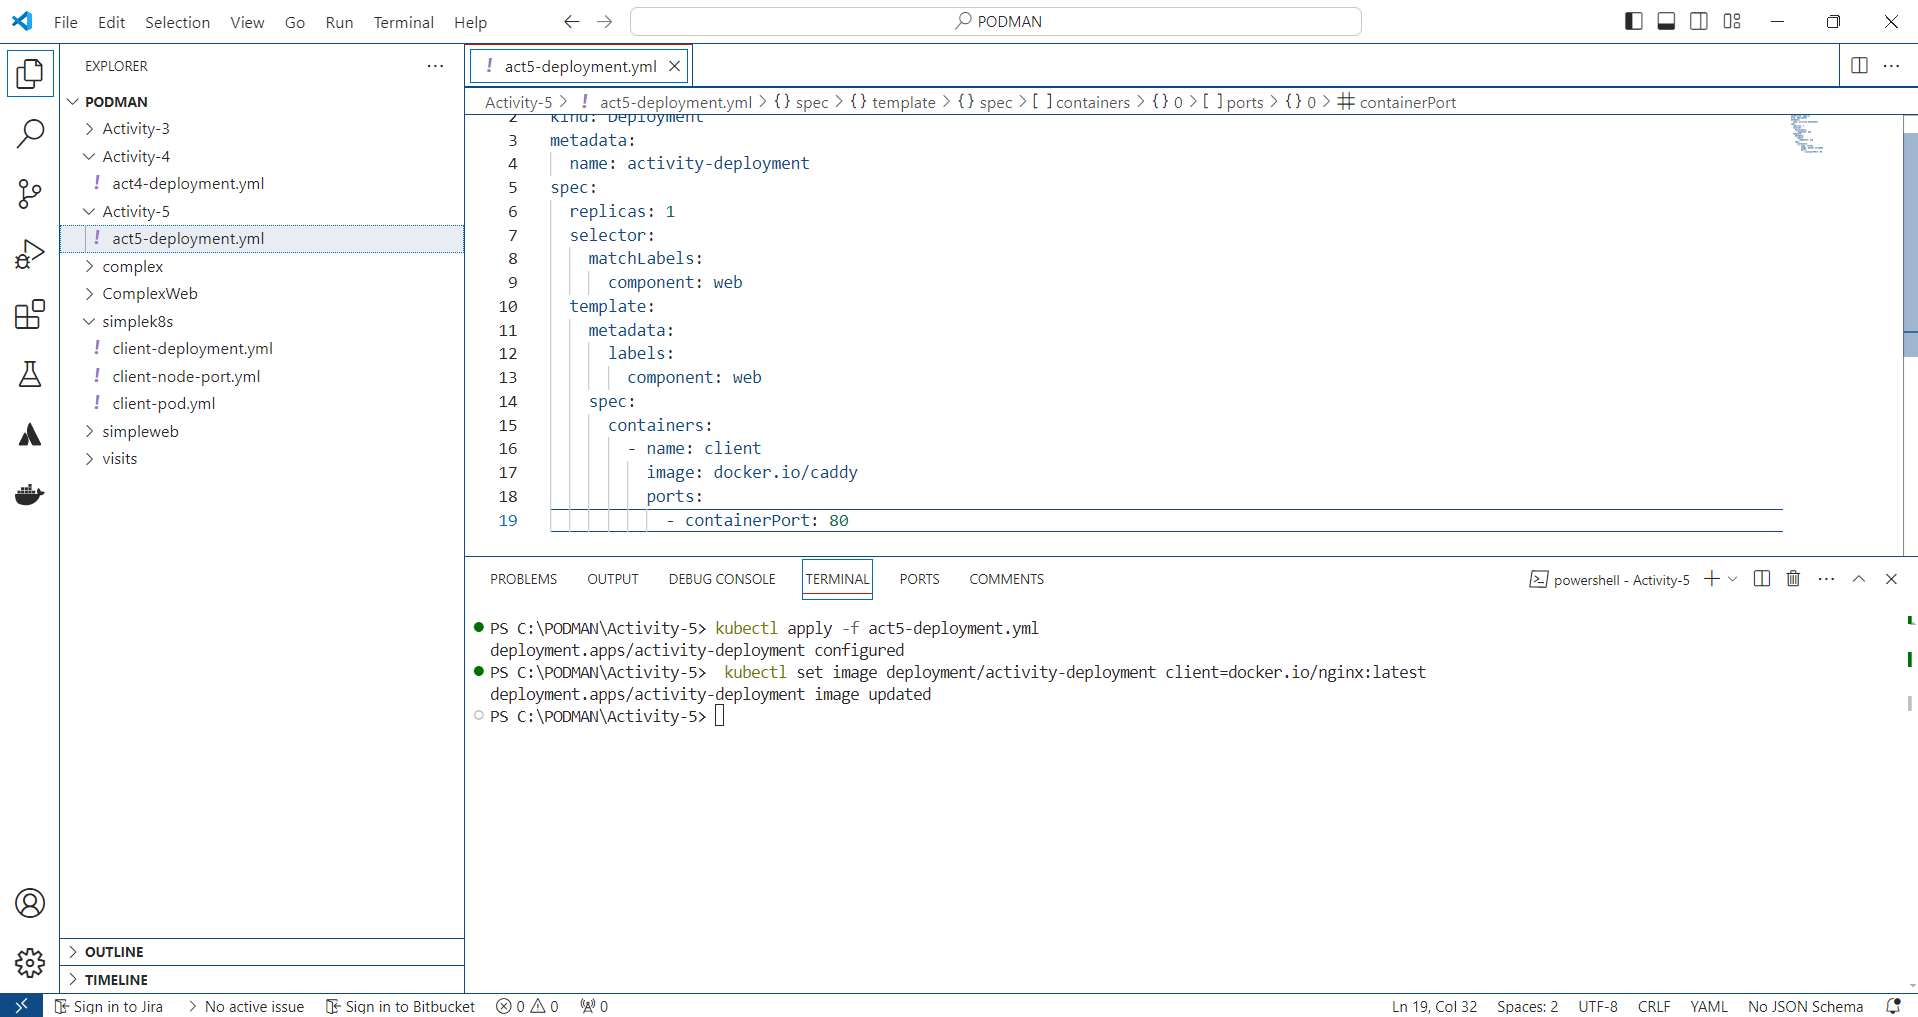 File Edit Selection View Go Run Terminal Help PODMAN
EXPLORER
PODMAN
Activity-3
Activity-4
act4-deployment.yml
Activity-5
act5-deployment.yml
complex
ComplexWeb
simplek8s
client-deployment.yml
client-node-port.yml
client-pod.yml
simpleweb
visits
OUTLINE
TIMELINE
! act5-deployment.yml
Activity-5 > ! act5-deployment.yml > {} spec > {} template > {} spec > [ ] containers > {} 0 > [ ] ports > {} 0 > # containerPort
2 kind: Deployment
3 metadata:
4 name: activity-deployment
5 spec:
6 replicas: 1
7 selector:
8 matchLabels:
9 component: web
10 template:
11 metadata:
12 labels:
13 component: web
14 spec:
15 containers:
16 - name: client
17 image: docker.io/caddy
18 ports:
19 - containerPort: 80
PROBLEMS OUTPUT DEBUG CONSOLE TERMINAL PORTS COMMENTS powershell - Activity-5
PS C:\PODMAN\Activity-5> kubectl apply -f act5-deployment.yml
deployment.apps/activity-deployment configured
PS C:\PODMAN\Activity-5>  kubectl set image deployment/activity-deployment client=docker.io/nginx:latest
deployment.apps/activity-deployment image updated
PS C:\PODMAN\Activity-5>
Sign in to Jira > No active issue Sign in to Bitbucket 0 0 0 Ln 19, Col 32 Spaces: 2 UTF-8 CRLF YAML No JSON Schema